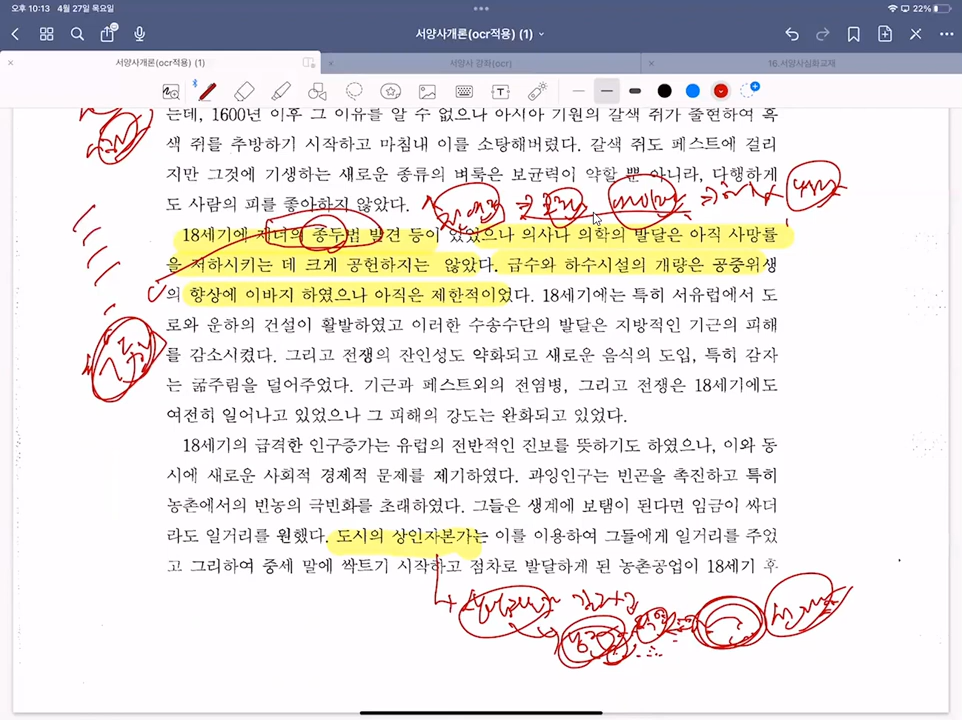 오후 10:13 4월 27일 목요일
22%
서양사개론(ocr적용) (1)
서양사개론(ocr적용) (1)
서양사 강화(ocr)
16.서양사심화교재
는데, 1600년 이후 그 이유를 알 수 없으나 아시아 기원의 갈색 쥐가 출현하여 흑
색 쥐를 추방하기 시작하고 마침내 이를 소탕해버렸다. 갈색 쥐도 페스트에 걸리
지만 그것에 기생하는 새로운 종류의 벼룩은 보균력이 약할 뿐 아니라, 다행하게
도 사람의 피를 좋아하지 않았다.
18세기에 제너의 종두법 발견 등이 있었으나 의사나 의학의 발달은 아직 사망률
을 저하시키는 데 크게 공헌하지는 않았다. 급수와 하수시설의 개량은 공중위생
의 향상에 이바지 하였으나 아직은 제한적이었다. 18세기에는 특히 서유럽에서 도
로와 운하의 건설이 활발하였고 이러한 수송수단의 발달은 지방적인 기근의 피해
를 감소시켰다. 그리고 전쟁의 잔인성도 약화되고 새로운 음식의 도입, 특히 감자
는 굶주림을 덜어주었다. 기근과 페스트외의 전염병, 그리고 전쟁은 18세기에도
여전히 일어나고 있었으나 그 피해의 강도는 완화되고 있었다.
18세기의 급격한 인구증가는 유럽의 전반적인 진보를 뜻하기도 하였으나, 이와 동
시에 새로운 사회적 경제적 문제를 제기하였다. 과잉인구는 빈곤을 촉진하고 특히
농촌에서의 빈농의 극빈화를 초래하였다. 그들은 생계에 보탬이 된다면 임금이 싸더
라도 일거리를 원했다. 도시의 상인자본가는 이를 이용하여 그들에게 일거리를 주었
고 그리하여 중세 말에 싹트기 시작하고 점차로 발달하게 된 농촌공업이 18세기 후